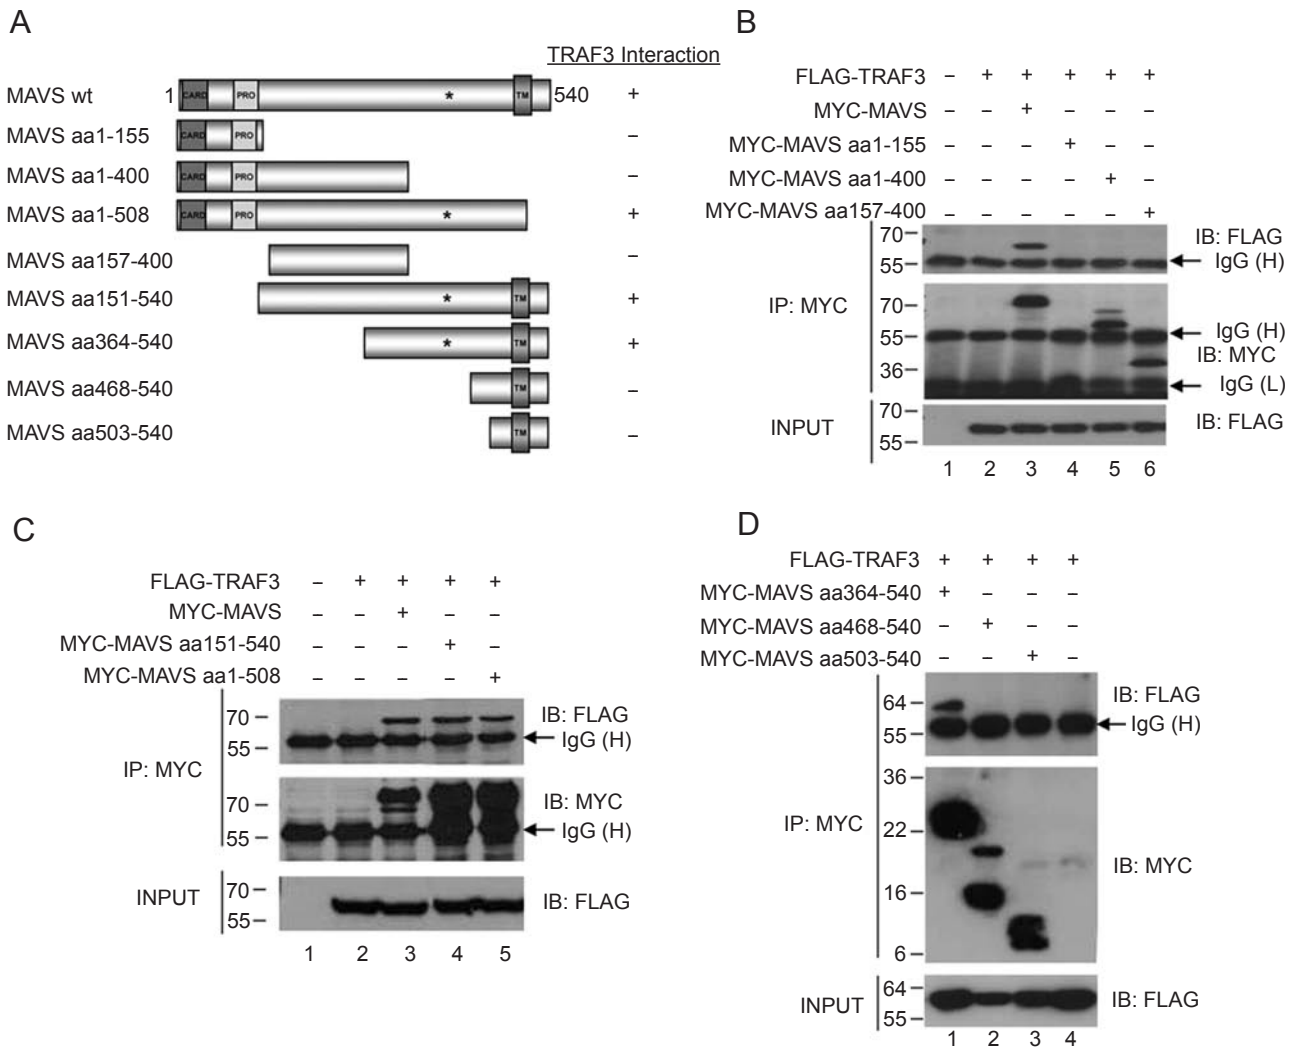 A
TRAF3 Interaction
MAVS wt 1 CARD PRO * TM 540 +
MAVS aa1-155 CARD PRO –
MAVS aa1-400 CARD PRO –
MAVS aa1-508 CARD PRO * +
MAVS aa157-400 –
MAVS aa151-540 * TM +
MAVS aa364-540 * TM +
MAVS aa468-540 TM –
MAVS aa503-540 TM –
B
FLAG-TRAF3 – + + + + +
MYC-MAVS – – + – – –
MYC-MAVS aa1-155 – – – + – –
MYC-MAVS aa1-400 – – – – + –
MYC-MAVS aa157-400 – – – – – +
70 IB: FLAG
55 IgG (H)
IP: MYC
70
55 IgG (H)
IB: MYC
36
IgG (L)
INPUT
70 IB: FLAG
55
1 2 3 4 5 6
C
FLAG-TRAF3 – + + + +
MYC-MAVS – – + – –
MYC-MAVS aa151-540 – – – + –
MYC-MAVS aa1-508 – – – – +
70 IB: FLAG
55 IgG (H)
IP: MYC
70 IB: MYC
55 IgG (H)
INPUT
70 IB: FLAG
55
1 2 3 4 5
D
FLAG-TRAF3 + + + +
MYC-MAVS aa364-540 + – – –
MYC-MAVS aa468-540 – + – –
MYC-MAVS aa503-540 – – + –
64 IB: FLAG
55 IgG (H)
36
IP: MYC
22
IB: MYC
16
6
INPUT
64 IB: FLAG
55
1 2 3 4